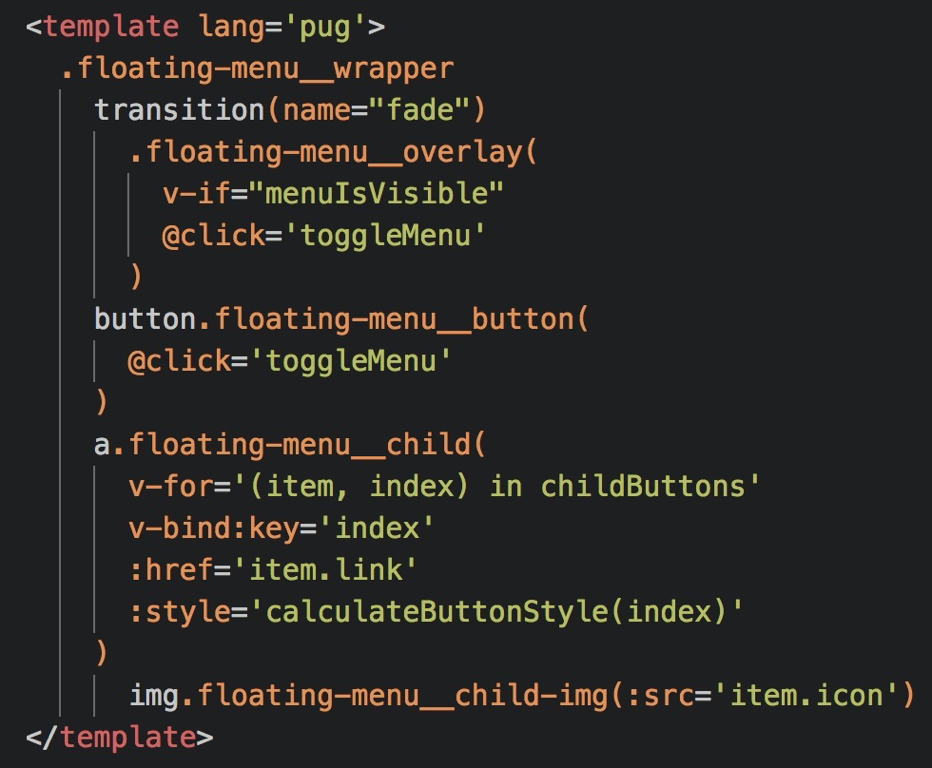 <template lang='pug'>
  .floating-menu__wrapper
    transition(name="fade")
      .floating-menu__overlay(
        v-if="menuIsVisible"
        @click='toggleMenu'
      )
    button.floating-menu__button(
      @click='toggleMenu'
    )
    a.floating-menu__child(
      v-for='(item, index) in childButtons'
      v-bind:key='index'
      :href='item.link'
      :style='calculateButtonStyle(index)'
    )
      img.floating-menu__child-img(:src='item.icon')
</template>